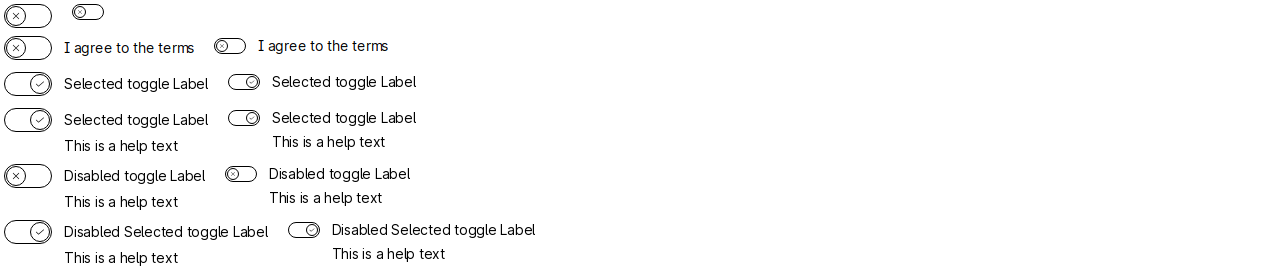 I agree to the terms I agree to the terms
Selected toggle Label Selected toggle Label
Selected toggle Label Selected toggle Label
This is a help text This is a help text
Disabled toggle Label Disabled toggle Label
This is a help text This is a help text
Disabled Selected toggle Label Disabled Selected toggle Label
This is a help text This is a help text